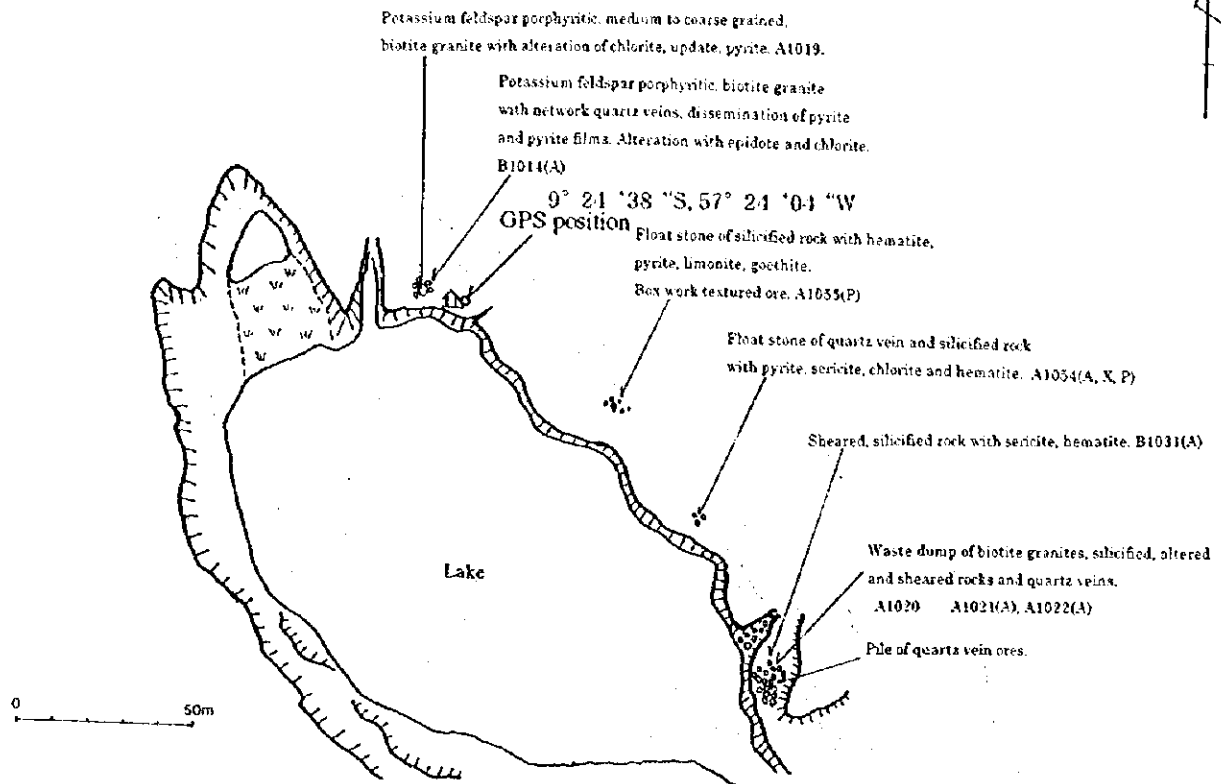 Potassium feldspar porphyritic, medium to coarse grained,
biotite granite with alteration of chlorite, update, pyrite. A1019.
Potassium feldspar porphyritic, biotite granite
with network quartz veins, dissemination of pyrite
and pyrite films. Alteration with epidote and chlorite.
B1014(A)
9° 24 '38 "S, 57° 24 '04 "W
GPS position
Float stone of silicified rock with hematite,
pyrite, limonite, goethite.
Box work textured ore. A1035(P)
Float stone of quartz vein and silicified rock
with pyrite, sericite, chlorite and hematite. A1034(A, X, P)
Sheared, silicified rock with sericite, hematite. B1031(A)
Lake
Waste dump of biotite granites, silicified, altered
and sheared rocks and quartz veins.
A1020 A1021(A), A1022(A)
Pile of quartz vein ores.
0 50m